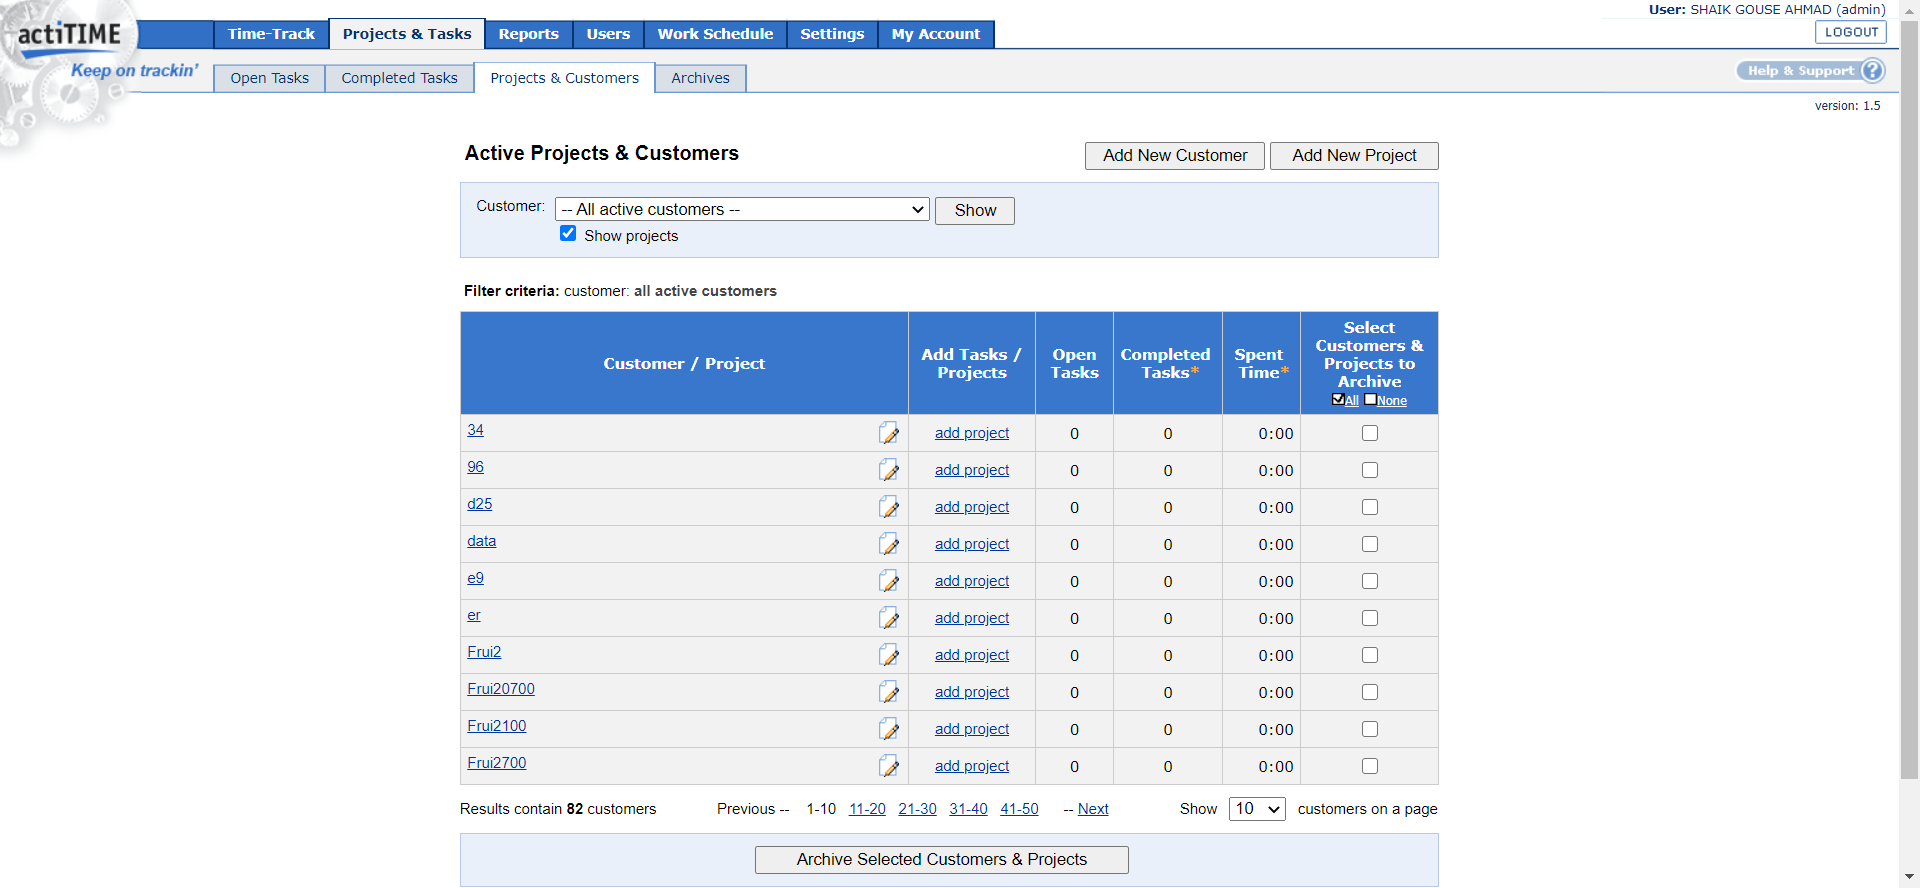 User: SHAIK GOUSE AHMAD (admin)
actiTIME
Time-Track Projects & Tasks Reports Users Work Schedule Settings My Account LOGOUT
Keep on trackin’
Open Tasks Completed Tasks Projects & Customers Archives Help & Support ?
version: 1.5
Active Projects & Customers Add New Customer Add New Project
Customer: -- All active customers -- Show
Show projects
Filter criteria: customer: all active customers
Customer / Project
Add Tasks /
Projects
Open
Tasks
Completed
Tasks*
Spent
Time*
Select
Customers &
Projects to
Archive
All None
34 add project 0 0 0:00
96 add project 0 0 0:00
d25 add project 0 0 0:00
data add project 0 0 0:00
e9 add project 0 0 0:00
er add project 0 0 0:00
Frui2 add project 0 0 0:00
Frui20700 add project 0 0 0:00
Frui2100 add project 0 0 0:00
Frui2700 add project 0 0 0:00
Results contain 82 customers Previous -- 1-10 11-20 21-30 31-40 41-50 -- Next Show 10 customers on a page
Archive Selected Customers & Projects